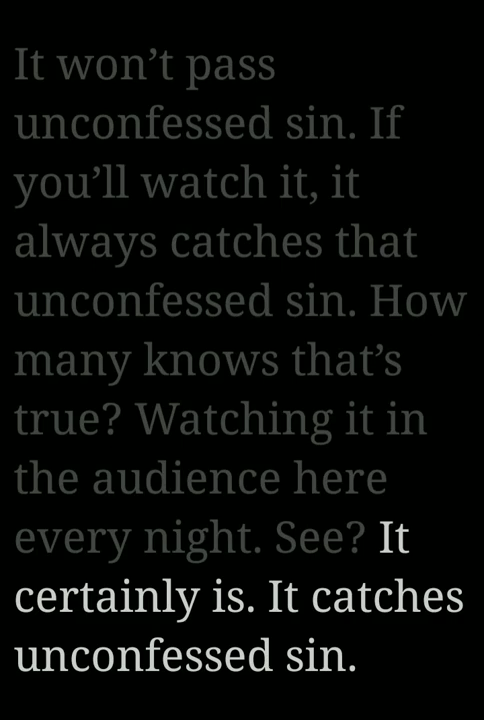 It won’t pass
unconfessed sin. If
you’ll watch it, it
always catches that
unconfessed sin. How
many knows that’s
true? Watching it in
the audience here
every night. See? It
certainly is. It catches
unconfessed sin.